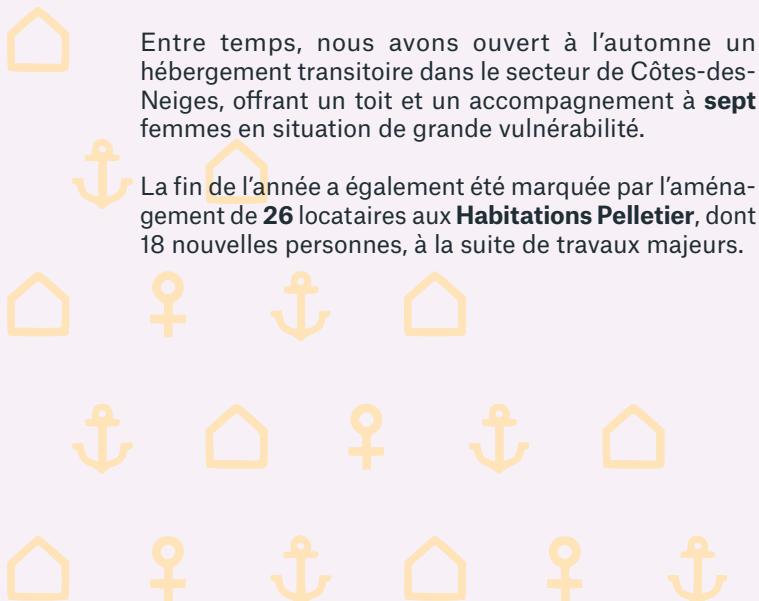 Entre temps, nous avons ouvert à l’automne un
hébergement transitoire dans le secteur de Côtes-des-
Neiges, offrant un toit et un accompagnement à sept
femmes en situation de grande vulnérabilité.
La fin de l’année a également été marquée par l’aména-
gement de 26 locataires aux Habitations Pelletier, dont
18 nouvelles personnes, à la suite de travaux majeurs.